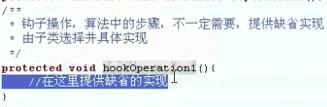 /**
* 钩子操作，算法中的步骤，不一定需要，提供缺省实现
* 由子类选择并具体实现
*/
protected void hookOperation1(){
//在这里提供缺省的实现
}